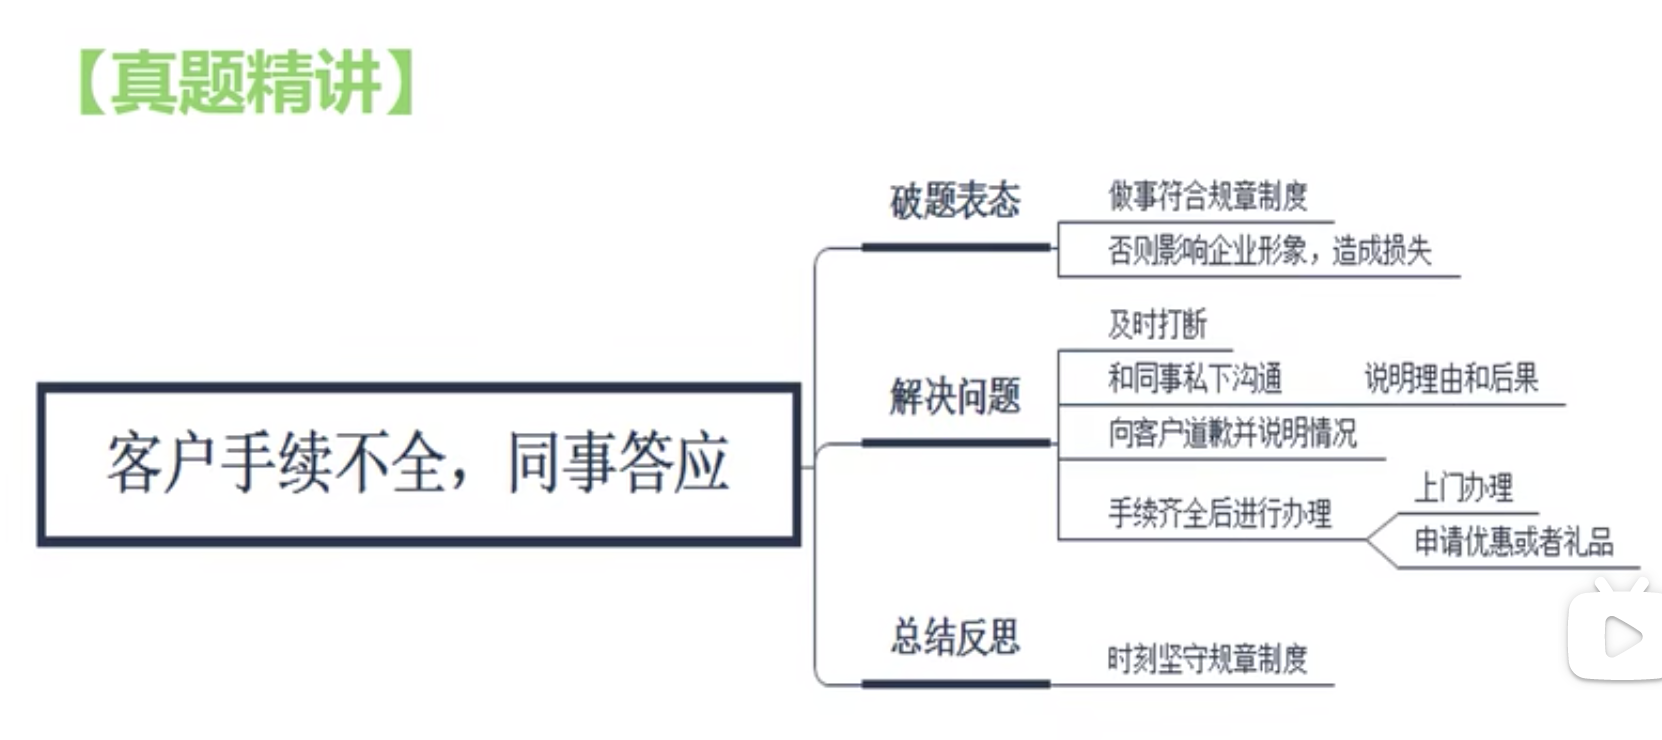 【真题精讲】
破题表态
做事符合规章制度
否则影响企业形象，造成损失
客户手续不全，同事答应
解决问题
及时打断
和同事私下沟通 说明理由和后果
向客户道歉并说明情况
手续齐全后进行办理
上门办理
申请优惠或者礼品
总结反思
时刻坚守规章制度